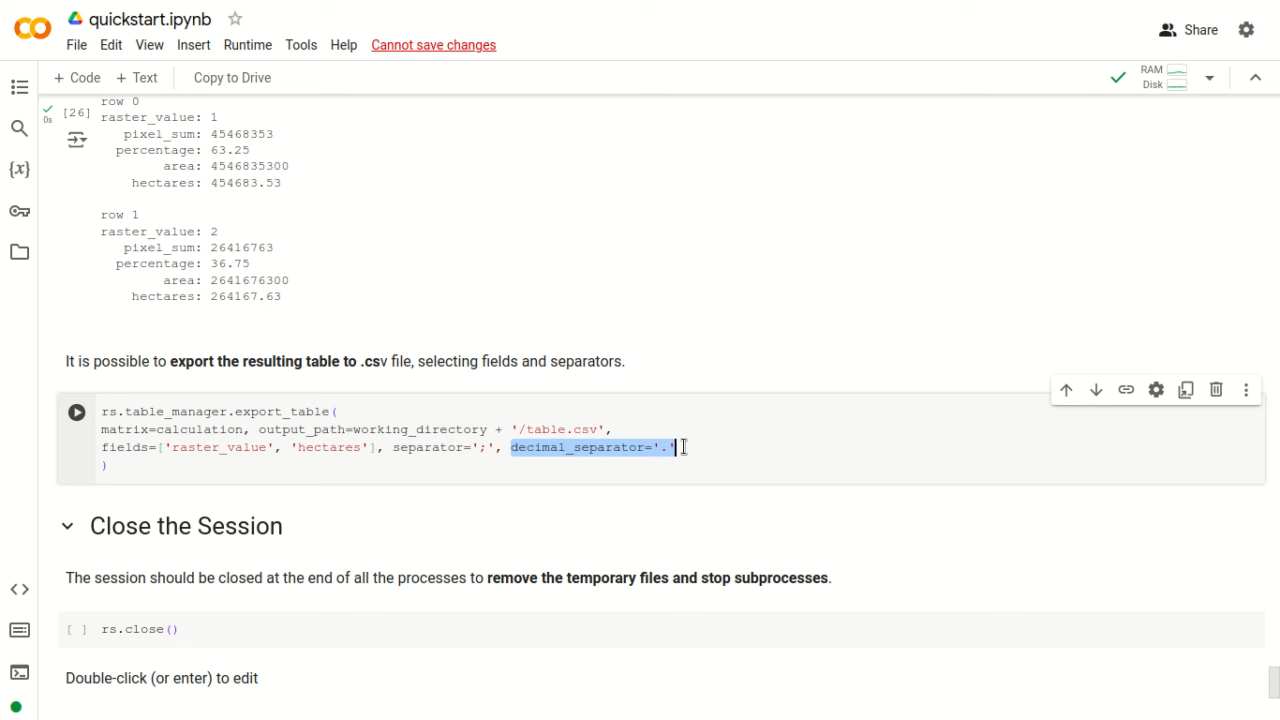 quickstart.ipynb
File Edit View Insert Runtime Tools Help Cannot save changes
Share
+ Code + Text Copy to Drive
RAM
Disk
row 0
[26]
0s
raster_value: 1
pixel_sum: 45468353
percentage: 63.25
area: 4546835300
hectares: 454683.53
row 1
raster_value: 2
pixel_sum: 26416763
percentage: 36.75
area: 2641676300
hectares: 264167.63
It is possible to export the resulting table to .csv file, selecting fields and separators.
rs.table_manager.export_table(
matrix=calculation, output_path=working_directory + '/table.csv',
fields=['raster_value', 'hectares'], separator=';', decimal_separator='.'
)
Close the Session
The session should be closed at the end of all the processes to remove the temporary files and stop subprocesses.
[ ] rs.close()
Double-click (or enter) to edit